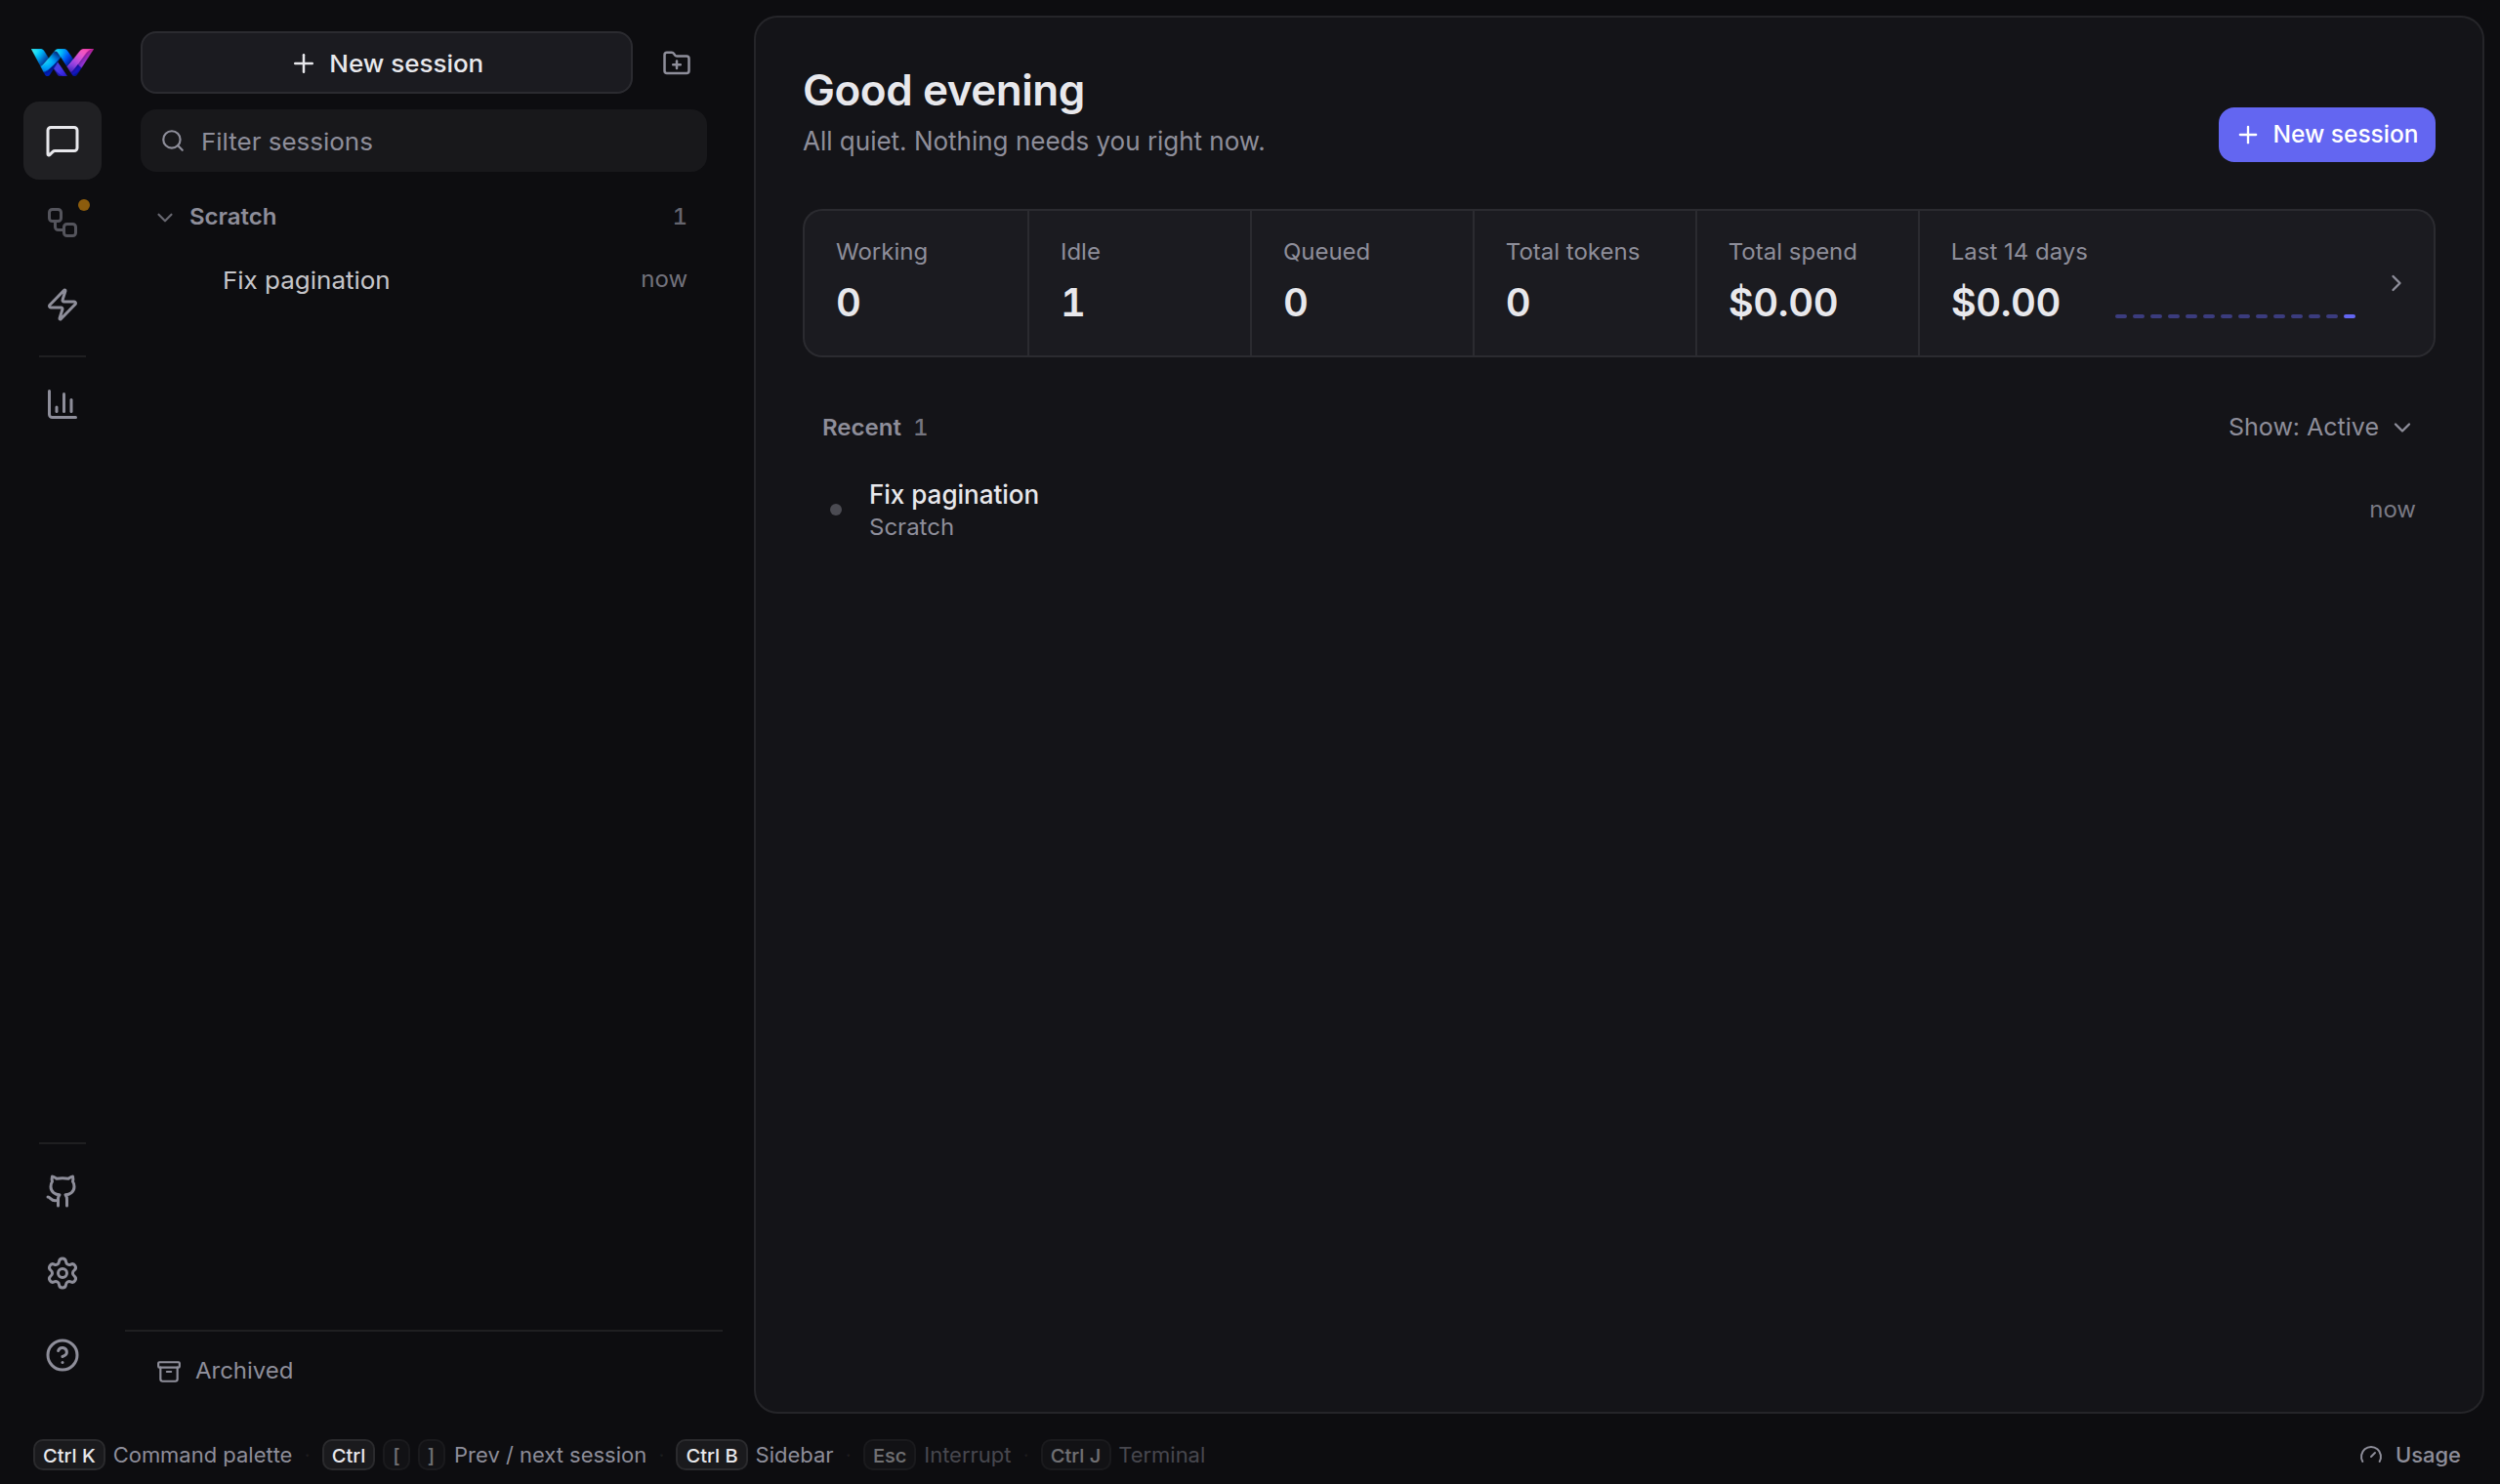 New session
Filter sessions
Scratch 1
Fix pagination now
Archived
Good evening
All quiet. Nothing needs you right now.
New session
Working Idle Queued Total tokens Total spend Last 14 days
0 1 0 0 $0.00 $0.00
Recent 1 Show: Active
Fix pagination
Scratch
now
Ctrl K Command palette · Ctrl [ ] Prev / next session · Ctrl B Sidebar · Esc Interrupt · Ctrl J Terminal Usage